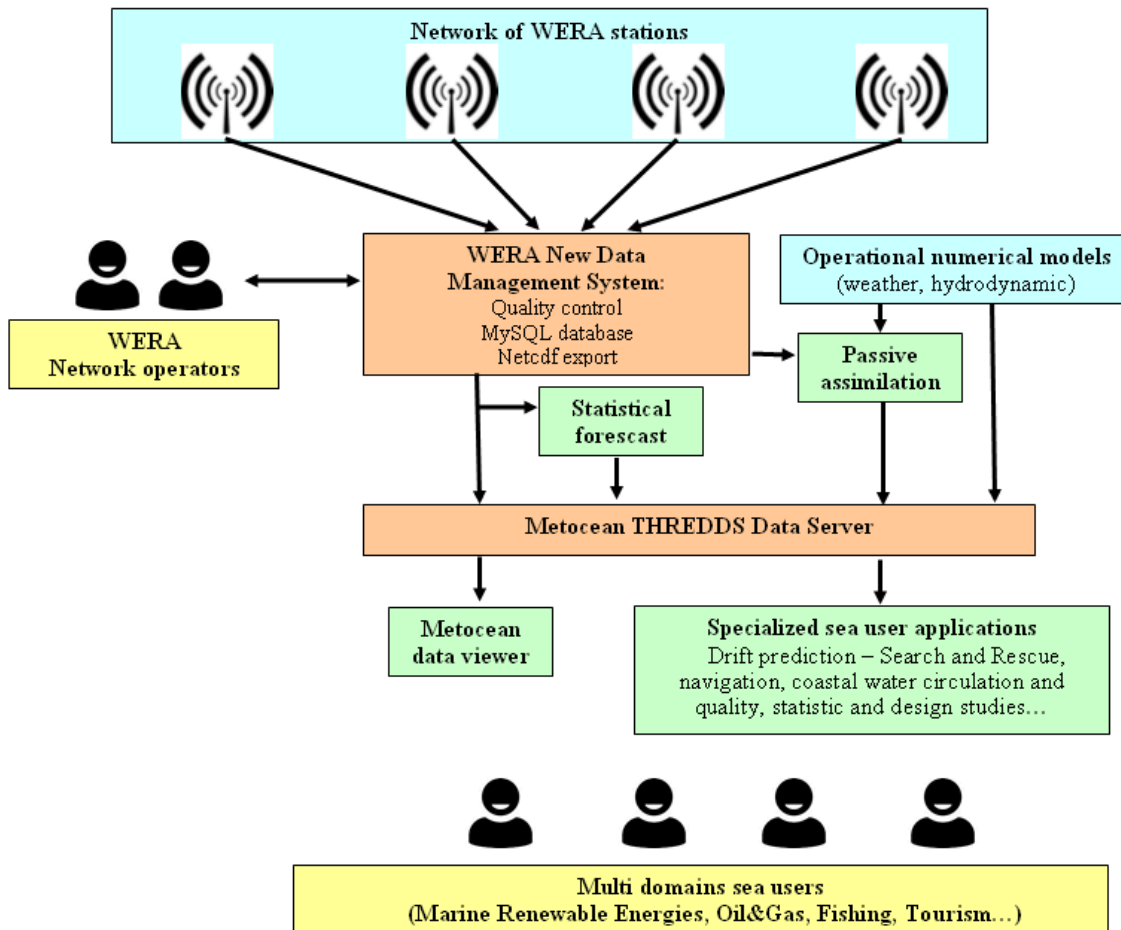 Network of WERA stations
WERA New Data
Management System:
Quality control
MySQL database
Netcdf export
Operational numerical models
(weather, hydrodynamic)
WERA
Network operators
Passive
assimilation
Statistical
forescast
Metocean THREDDS Data Server
Metocean
data viewer
Specialized sea user applications
Drift prediction – Search and Rescue,
navigation, coastal water circulation and
quality, statistic and design studies…
Multi domains sea users
(Marine Renewable Energies, Oil&Gas, Fishing, Tourism…)